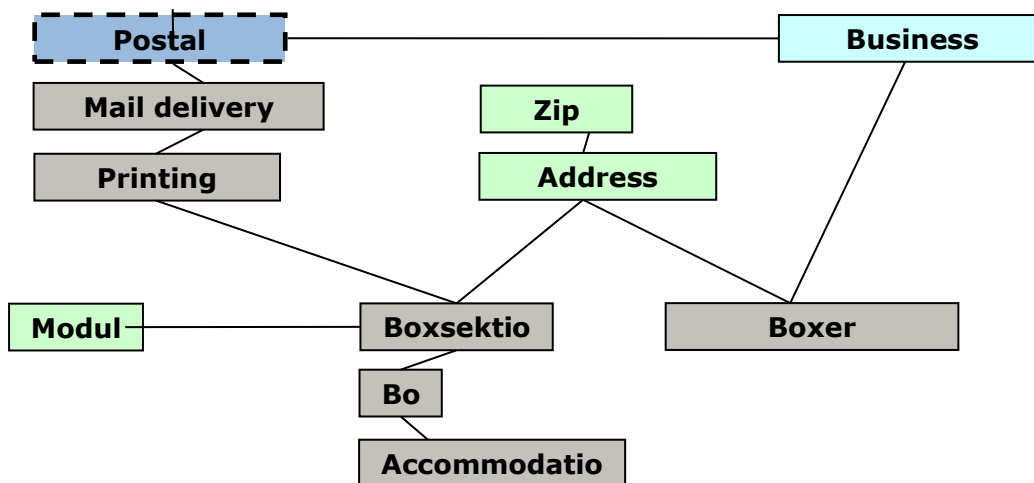 Postal
Business
Mail delivery
Zip
Printing
Address
Modul
Boxsektio
Boxer
Bo
Accommodatio